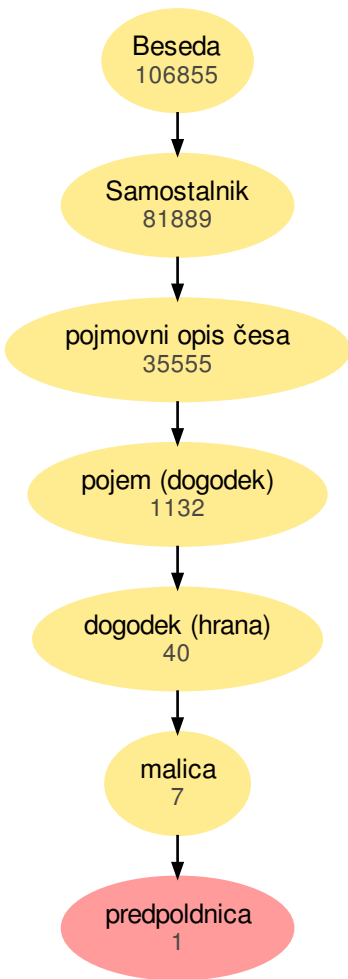 Beseda
106855
Samostalnik
81889
pojmovni opis česa
35555
pojem (dogodek)
1132
dogodek (hrana)
40
malica
7
predpoldnica
1